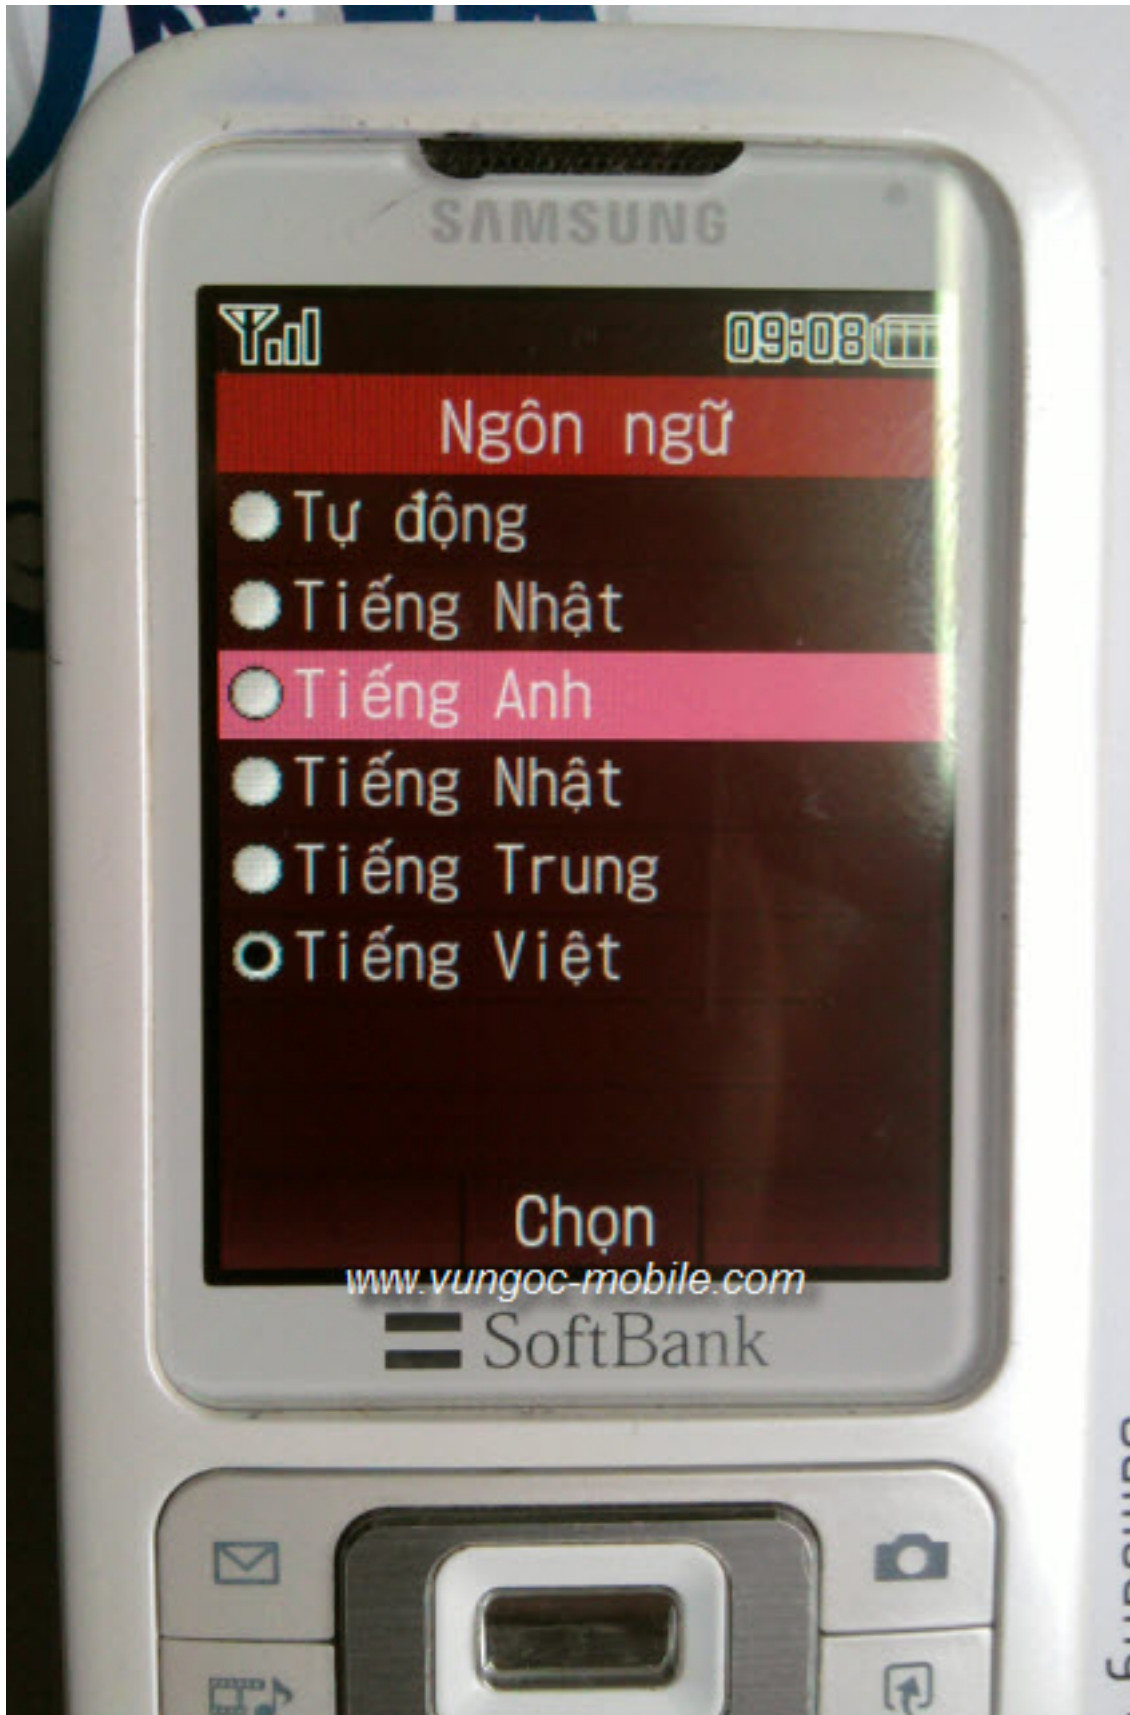 SAMSUNG
09:08
Ngôn ngữ
Tự động
Tiếng Nhật
Tiếng Anh
Tiếng Nhật
Tiếng Trung
Tiếng Việt
Chọn
www.vungoc-mobile.com
SoftBank
Samsung